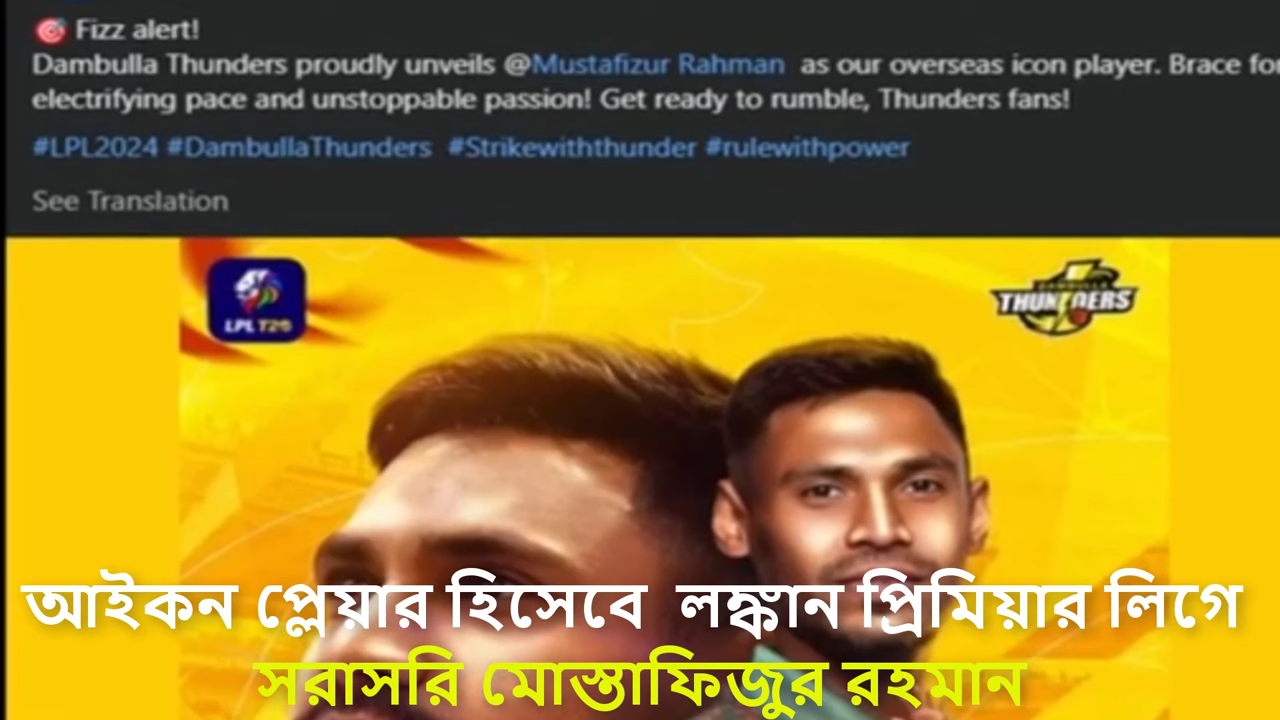 🎯 Fizz alert!
Dambulla Thunders proudly unveils @Mustafizur Rahman as our overseas icon player. Brace for
electrifying pace and unstoppable passion! Get ready to rumble, Thunders fans!
#LPL2024 #DambullaThunders #Strikewiththunder #rulewithpower
See Translation
LPL T20
DAMBULLA
THUNDERS
আইকন প্লেয়ার হিসেবে লঙ্কান প্রিমিয়ার লিগে
সরাসরি মোস্তাফিজুর রহমান